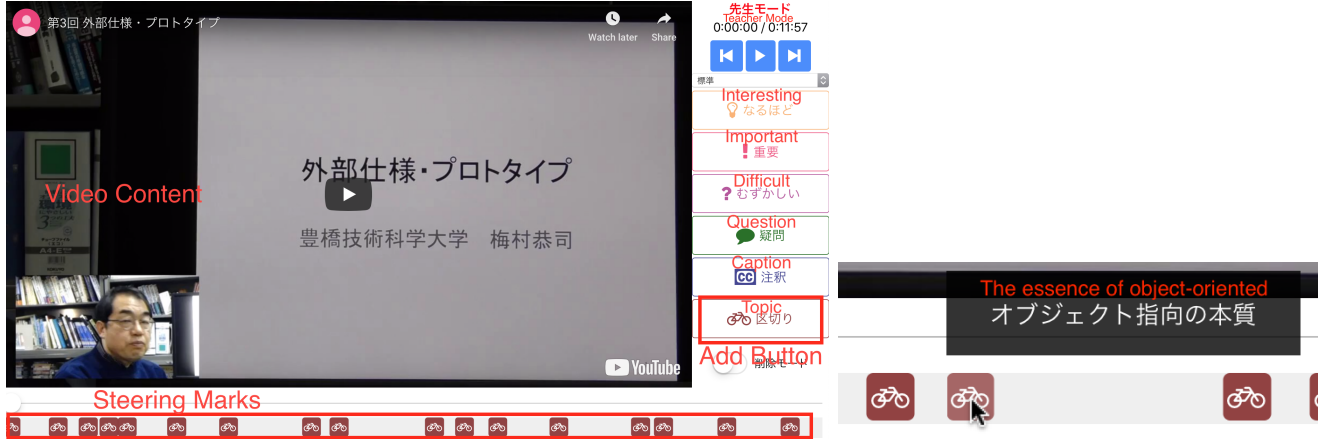 第3回 外部仕様・プロトタイプ
Watch later
Share
外部仕様・プロトタイプ
豊橋技術科学大学 梅村恭司
Video Content
YouTube
先生モード
Teacher Mode
0:00:00 / 0:11:57
標準
Interesting
なるほど
Important
重要
Difficult
むずかしい
Question
疑問
Caption
CC 注釈
Topic
区切り
Add Button
削除モード
Steering Marks
The essence of object-oriented
オブジェクト指向の本質